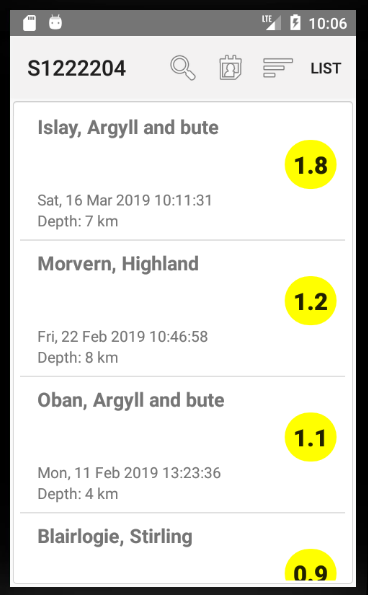 LTE 10:06
S1222204 LIST
Islay, Argyll and bute
1.8
Sat, 16 Mar 2019 10:11:31
Depth: 7 km
Morvern, Highland
1.2
Fri, 22 Feb 2019 10:46:58
Depth: 8 km
Oban, Argyll and bute
1.1
Mon, 11 Feb 2019 13:23:36
Depth: 4 km
Blairlogie, Stirling
0.9